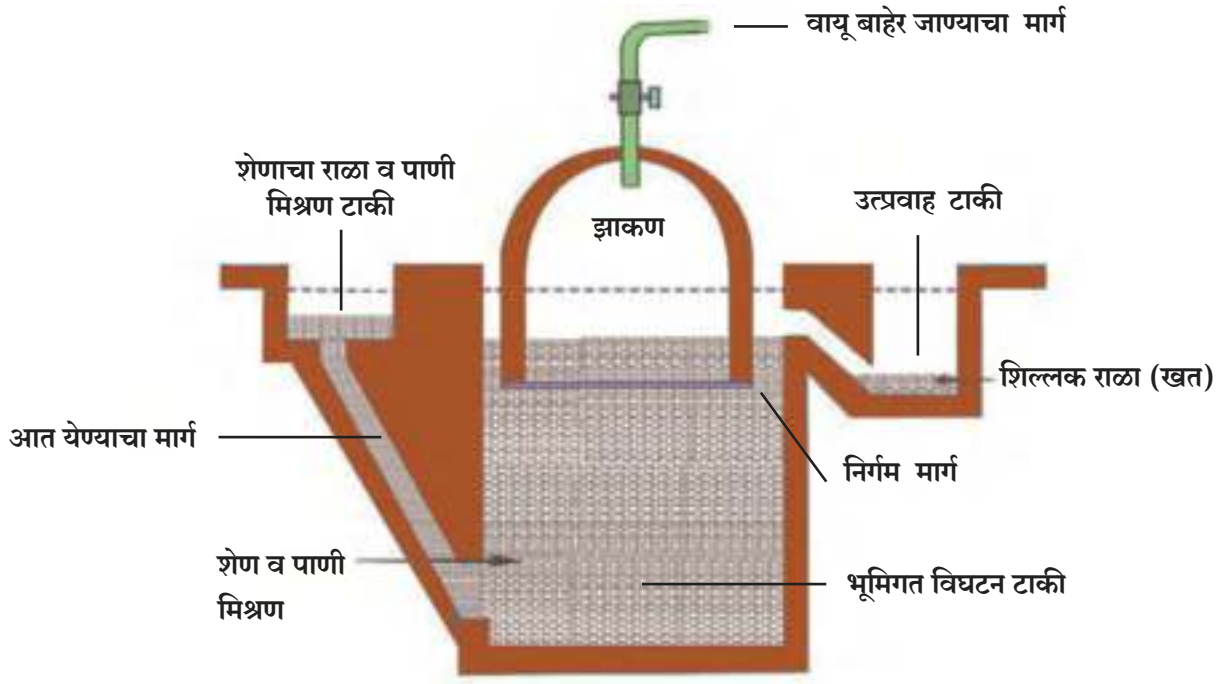 वायू बाहेर जाण्याचा मार्ग
शेणाचा राळा व पाणी
मिश्रण टाकी
उत्प्रवाह टाकी
झाकण
शिल्लक राळा (खत)
आत येण्याचा मार्ग
निर्गम मार्ग
शेण व पाणी
मिश्रण
भूमिगत विघटन टाकी